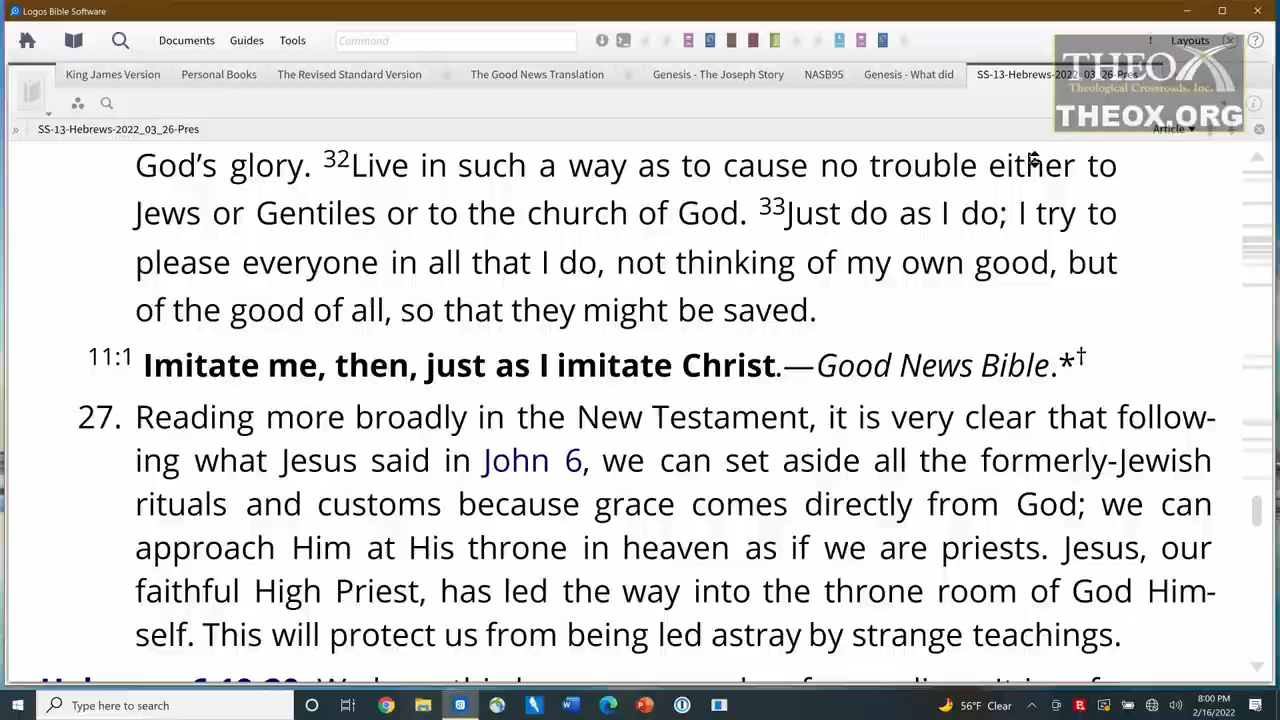 Logos Bible Software
Documents Guides Tools Command Layouts
THEOX
Theological Crossroads, Inc.
THEOX.ORG
King James Version Personal Books The Revised Standard Version The Good News Translation Genesis - The Joseph Story NASB95 Genesis - What did SS-13-Hebrews-2022_03_26-Pres
SS-13-Hebrews-2022_03_26-Pres Article
God's glory. 32Live in such a way as to cause no trouble either to
Jews or Gentiles or to the church of God. 33Just do as I do; I try to
please everyone in all that I do, not thinking of my own good, but
of the good of all, so that they might be saved.
11:1 Imitate me, then, just as I imitate Christ.—Good News Bible.*†
27. Reading more broadly in the New Testament, it is very clear that follow-
ing what Jesus said in John 6, we can set aside all the formerly-Jewish
rituals and customs because grace comes directly from God; we can
approach Him at His throne in heaven as if we are priests. Jesus, our
faithful High Priest, has led the way into the throne room of God Him-
self. This will protect us from being led astray by strange teachings.
Type here to search
56°F Clear
8:00 PM
2/16/2022